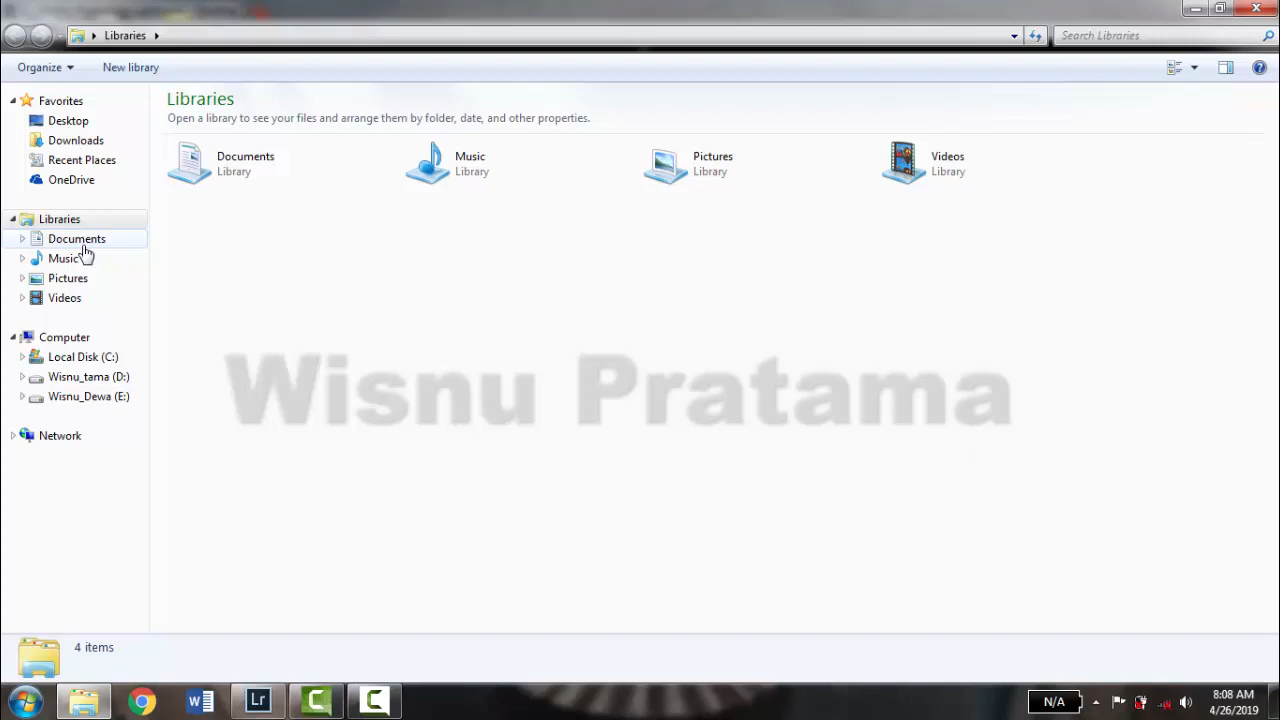 Libraries
Search Libraries
Organize
New library
Favorites
Desktop
Downloads
Recent Places
OneDrive
Libraries
Documents
Music
Pictures
Videos
Computer
Local Disk (C:)
Wisnu_tama (D:)
Wisnu_Dewa (E:)
Network
Libraries
Open a library to see your files and arrange them by folder, date, and other properties.
Documents
Library
Music
Library
Pictures
Library
Videos
Library
Wisnu Pratama
4 items
Lr
N/A
8:08 AM
4/26/2019